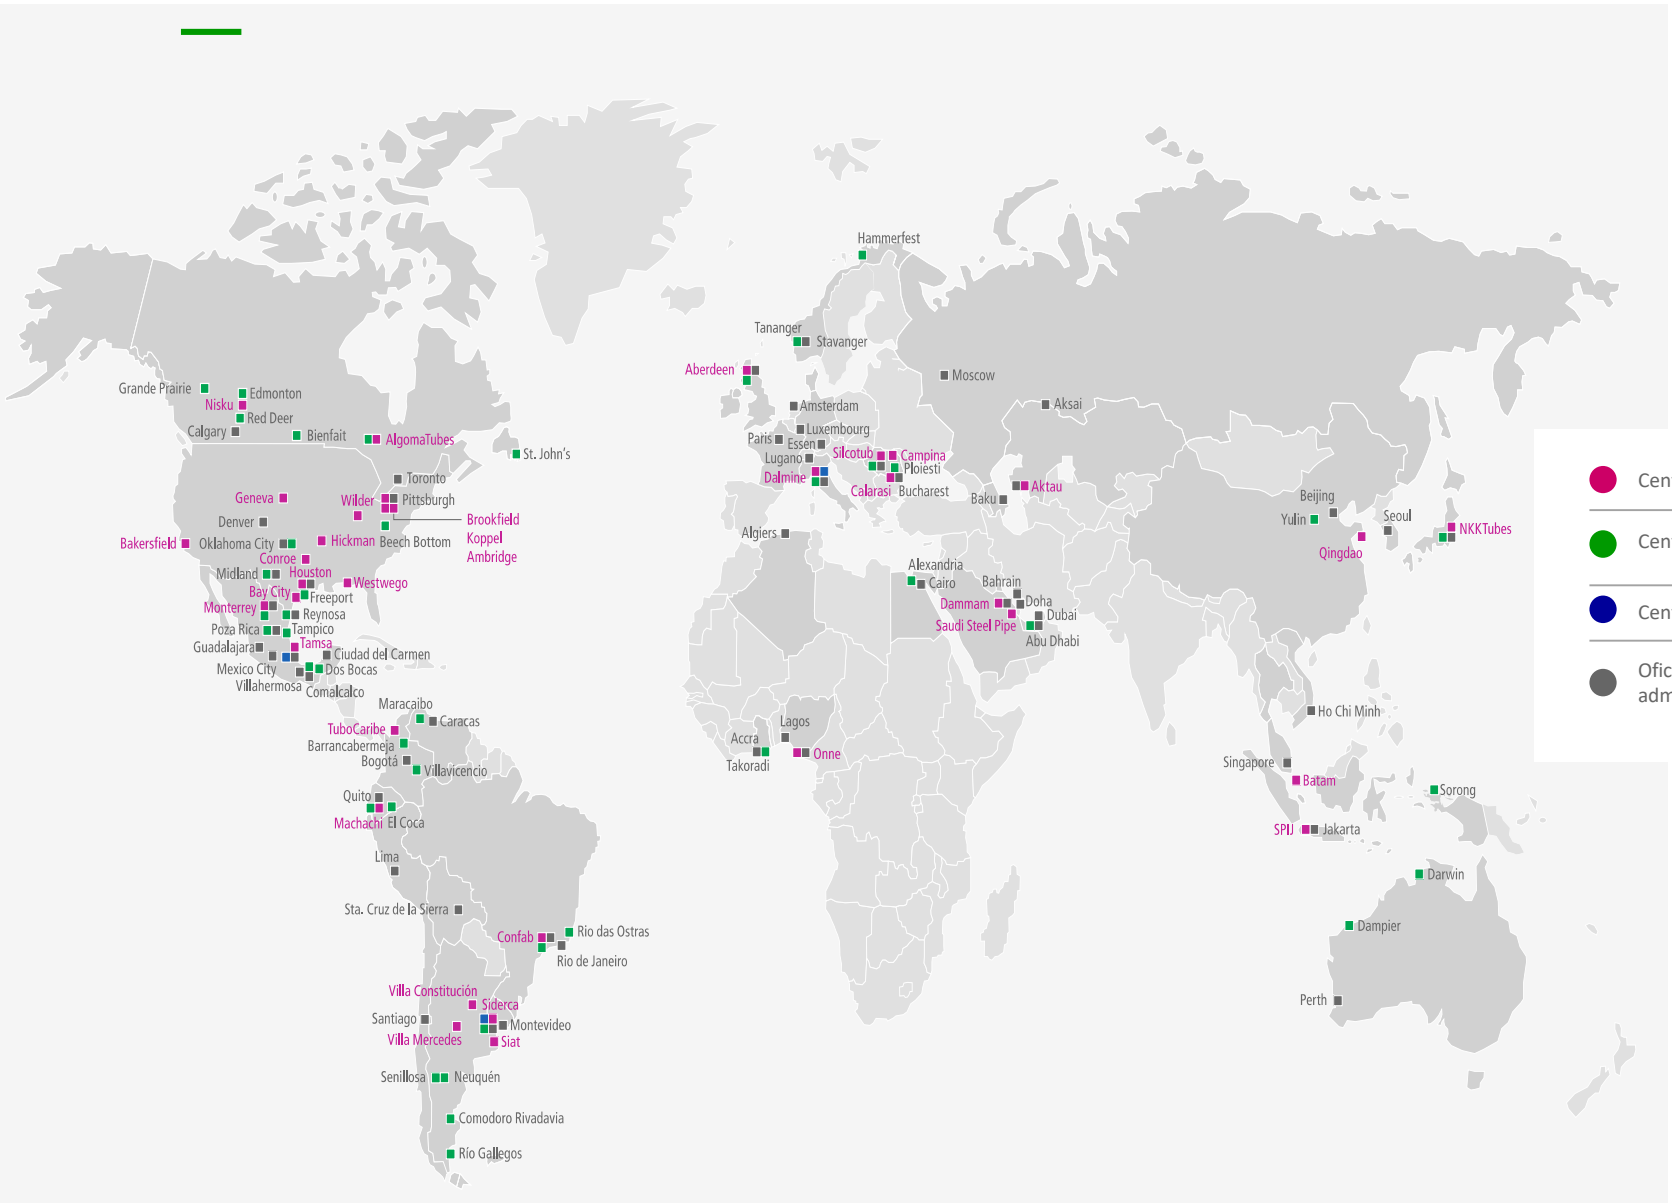 Hammerfest
Tananger
Stavanger
Aberdeen
Moscow
Grande Prairie
Edmonton
Nisku
Amsterdam
Aksai
Red Deer
Calgary
Bienfait
AlgomaTubes
Luxembourg
Paris
Essen
St. John's
Lugano
Silcotub
Campina
Ploiesti
Toronto
Dalmine
Calarasi
Bucharest
Aktau
Geneva
Wilder
Pittsburgh
Baku
Beijing
Denver
Brookfield
Yulin
Seoul
NKKTubes
Bakersfield
Oklahoma City
Hickman
Beech Bottom
Koppel
Algiers
Qingdao
Conroe
Ambridge
Midland
Houston
Alexandria
Westwego
Cairo
Bahrain
Bay City
Freeport
Monterrey
Reynosa
Dammam
Doha
Dubai
Poza Rica
Tampico
Saudi Steel Pipe
Abu Dhabi
Guadalajara
Tamsa
Ciudad del Carmen
Mexico City
Dos Bocas
Villahermosa
Comalcalco
Maracaibo
Caracas
Ho Chi Minh
TuboCaribe
Lagos
Barrancabermeja
Accra
Onne
Bogotá
Takoradi
Villavicencio
Singapore
Batam
Quito
Sorong
Machachi
El Coca
SPIJ
Jakarta
Lima
Darwin
Sta. Cruz de la Sierra
Confab
Rio das Ostras
Dampier
Rio de Janeiro
Villa Constitución
Siderca
Perth
Santiago
Montevideo
Villa Mercedes
Siat
Senillosa
Neuquén
Comodoro Rivadavia
Río Gallegos
Cen
Cen
Cen
Ofic
adm